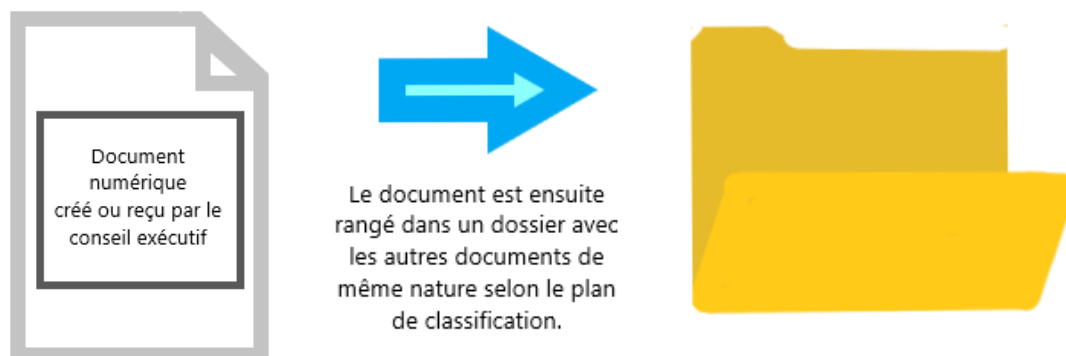 Document
numérique
créé ou reçu par le
conseil exécutif
Le document est ensuite
rangé dans un dossier avec
les autres documents de
même nature selon le plan
de classification.